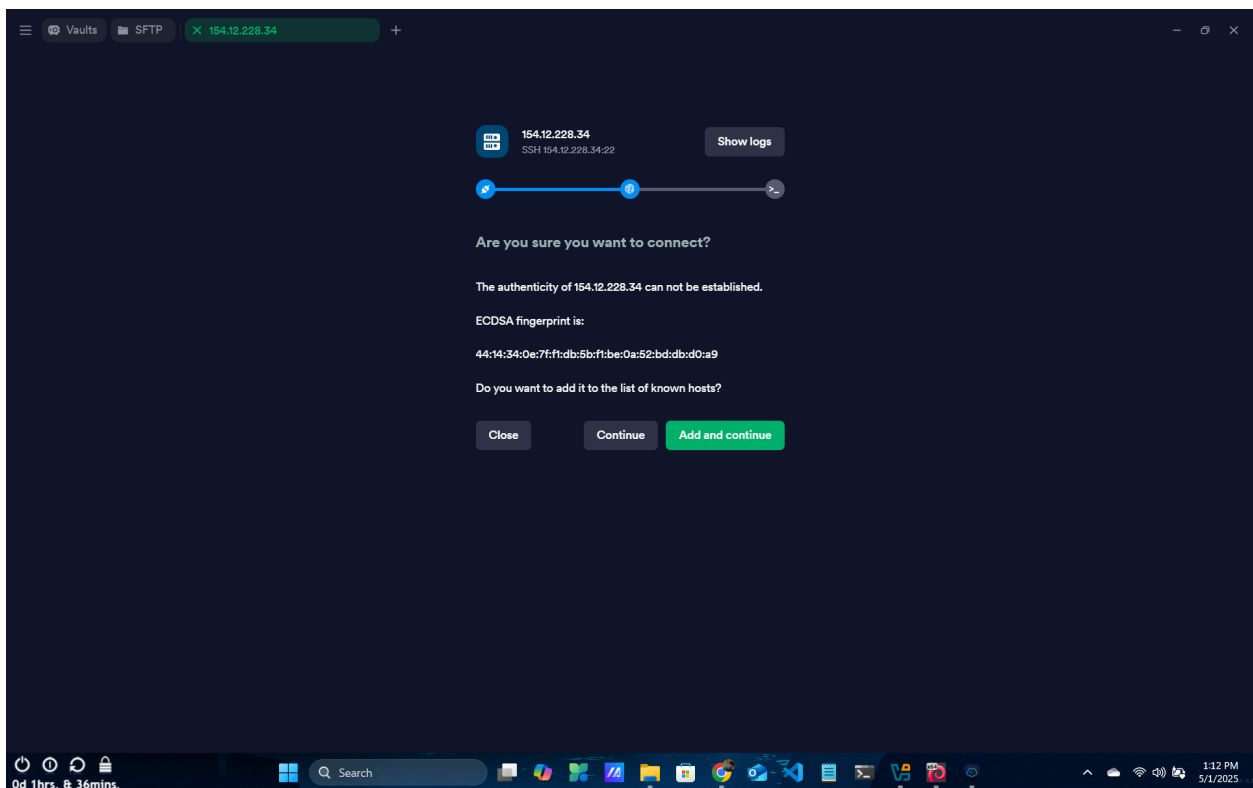 Vaults
SFTP
154.12.228.34
154.12.228.34
SSH 154.12.228.34:22
Show logs
Are you sure you want to connect?
The authenticity of 154.12.228.34 can not be established.
ECDSA fingerprint is:
44:14:34:0e:7f:f1:db:5b:f1:be:0a:52:bd:db:d0:a9
Do you want to add it to the list of known hosts?
Close
Continue
Add and continue
0d 1hrs. & 36mins.
Search
1:12 PM
5/1/2025